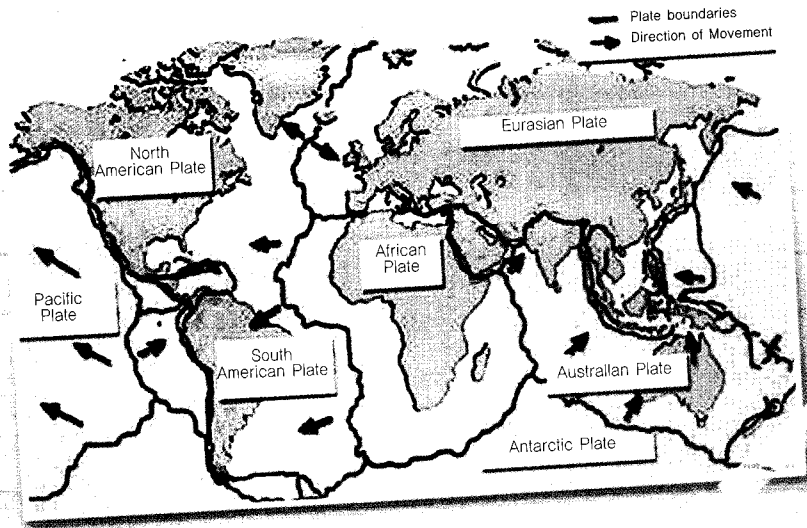 Plate boundaries
Direction of Movement
Eurasian Plate
North
American Plate
African
Plate
Pacific
Plate
South
American Plate
Australlan Plate
Antarctic Plate